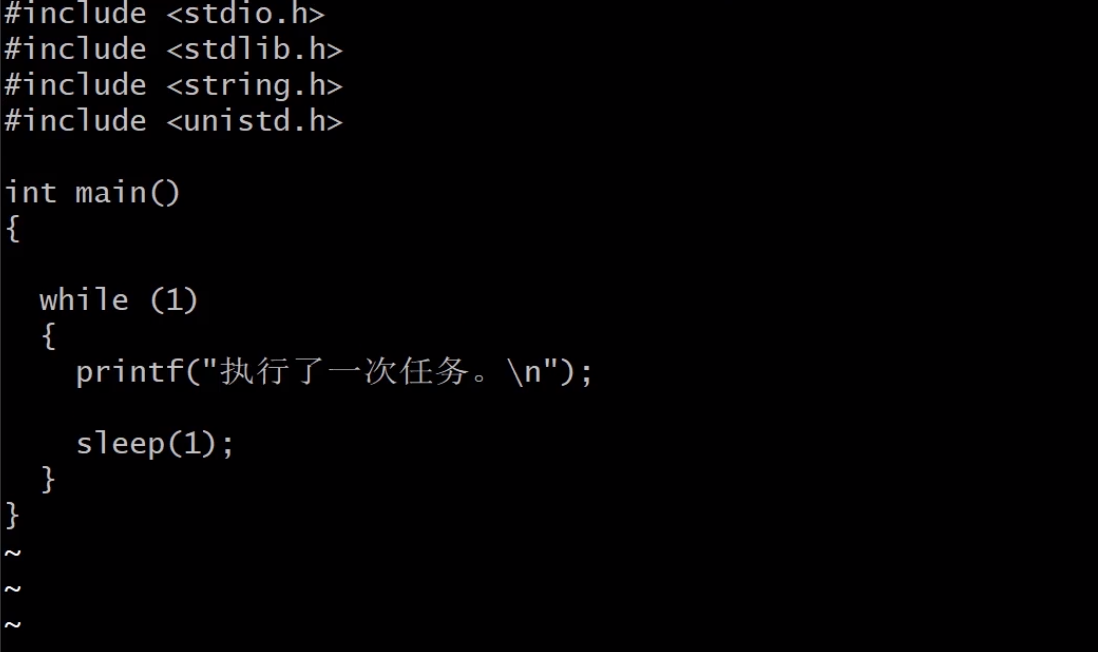 #include <stdio.h>
#include <stdlib.h>
#include <string.h>
#include <unistd.h>
int main()
{
while (1)
{
printf("执行了一次任务。\n");
sleep(1);
}
}
~
~
~